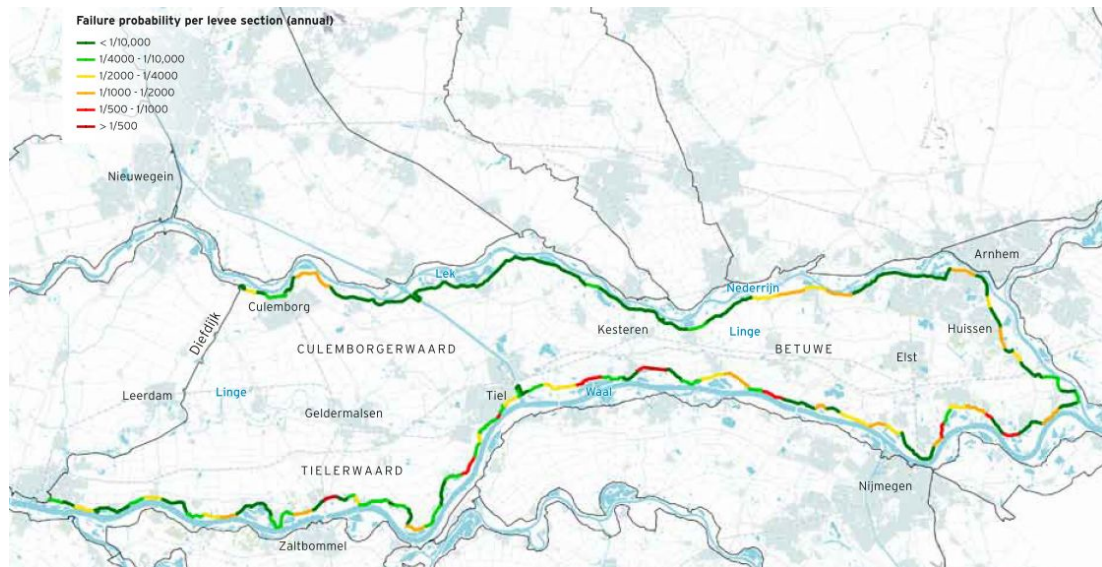 Failure probability per levee section (annual)
< 1/10,000
1/4000 - 1/10,000
1/2000 - 1/4000
1/1000 - 1/2000
1/500 - 1/1000
> 1/500
Nieuwegein
Arnhem
Lek
Nederrijn
Culemborg
Kesteren
Linge
Huissen
Diefdijk
CULEMBORGERWAARD
BETUWE
Elst
Leerdam
Linge
Tiel
Waal
Geldermalsen
TIELERWAARD
Nijmegen
Zaltbommel